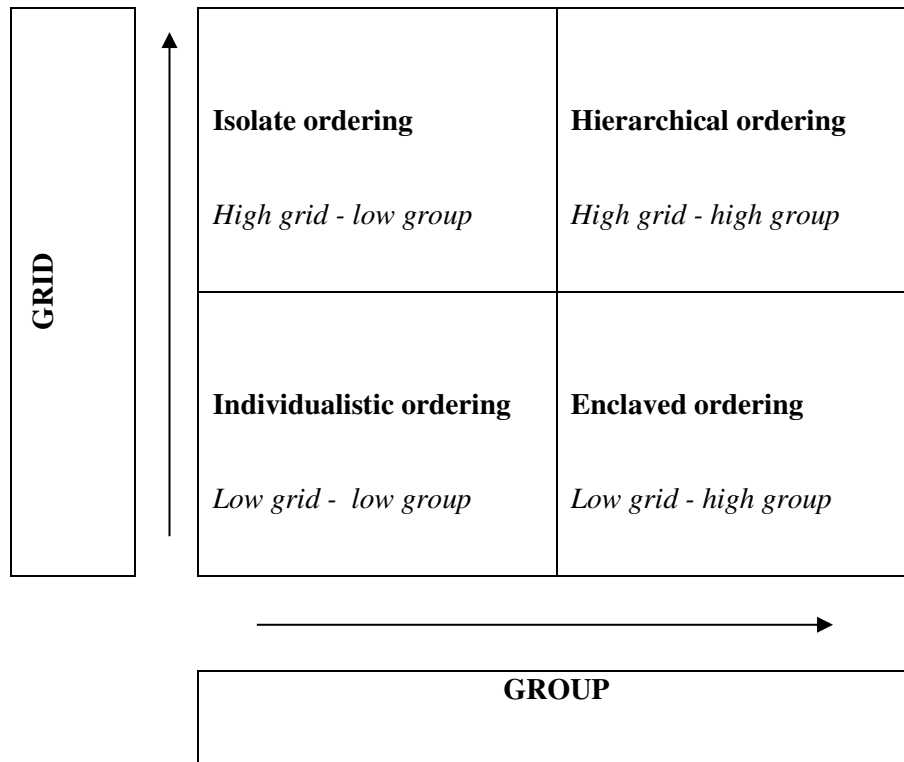 GRID
Isolate ordering
High grid - low group
Hierarchical ordering
High grid - high group
Individualistic ordering
Low grid -  low group
Enclaved ordering
Low grid - high group
GROUP